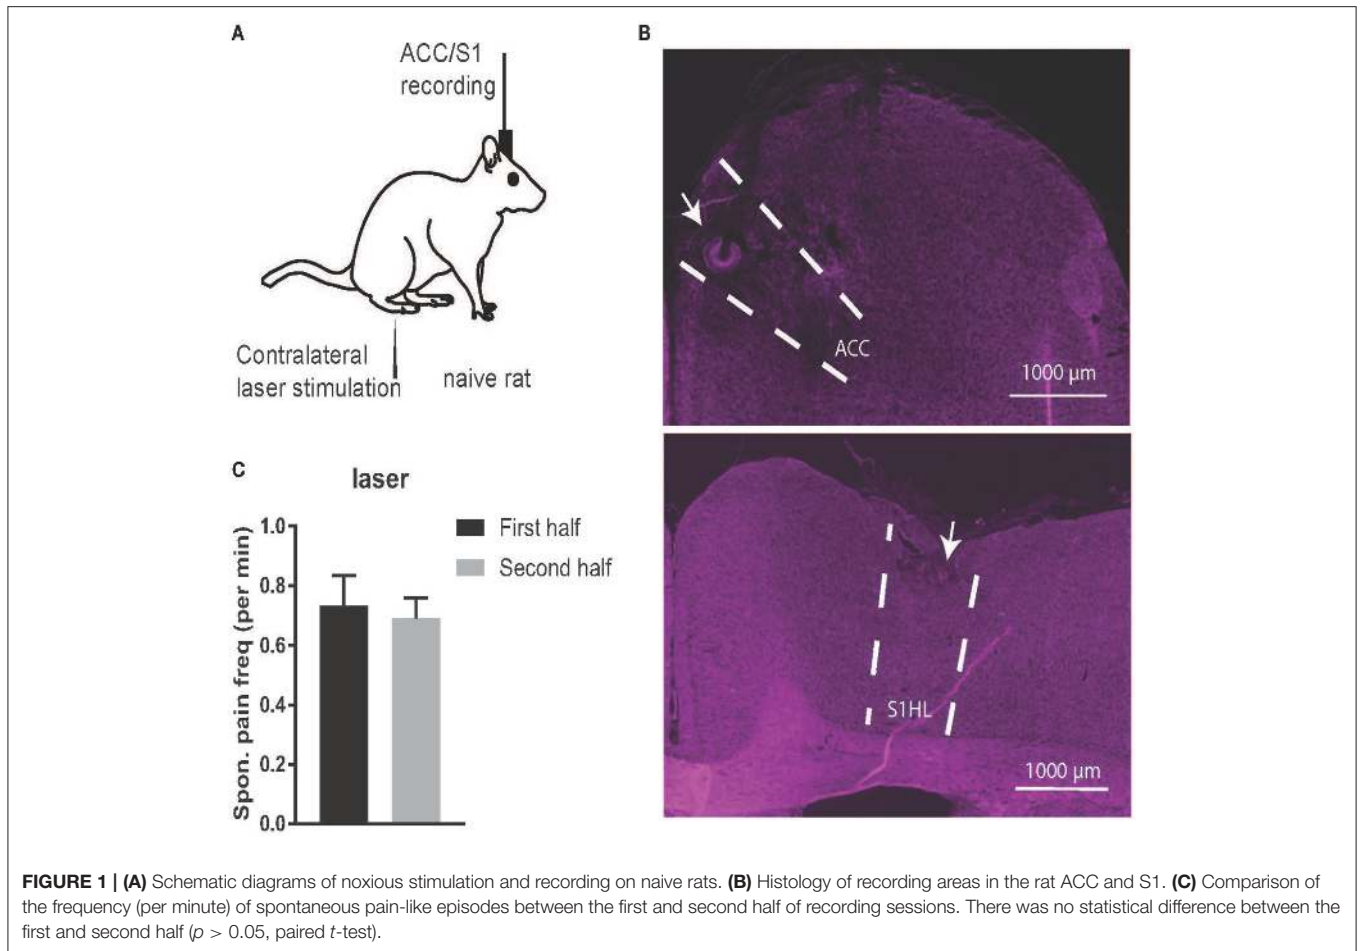 A
ACC/S1
recording
Contralateral
laser stimulation
naive rat
B
ACC
1000 µm
S1HL
1000 µm
C
laser
First half
Second half
Spon. pain freq (per min)
1.0
0.8
0.6
0.4
0.2
0.0
FIGURE 1 | (A) Schematic diagrams of noxious stimulation and recording on naive rats. (B) Histology of recording areas in the rat ACC and S1. (C) Comparison of
the frequency (per minute) of spontaneous pain-like episodes between the first and second half of recording sessions. There was no statistical difference between the
first and second half (p > 0.05, paired t-test).